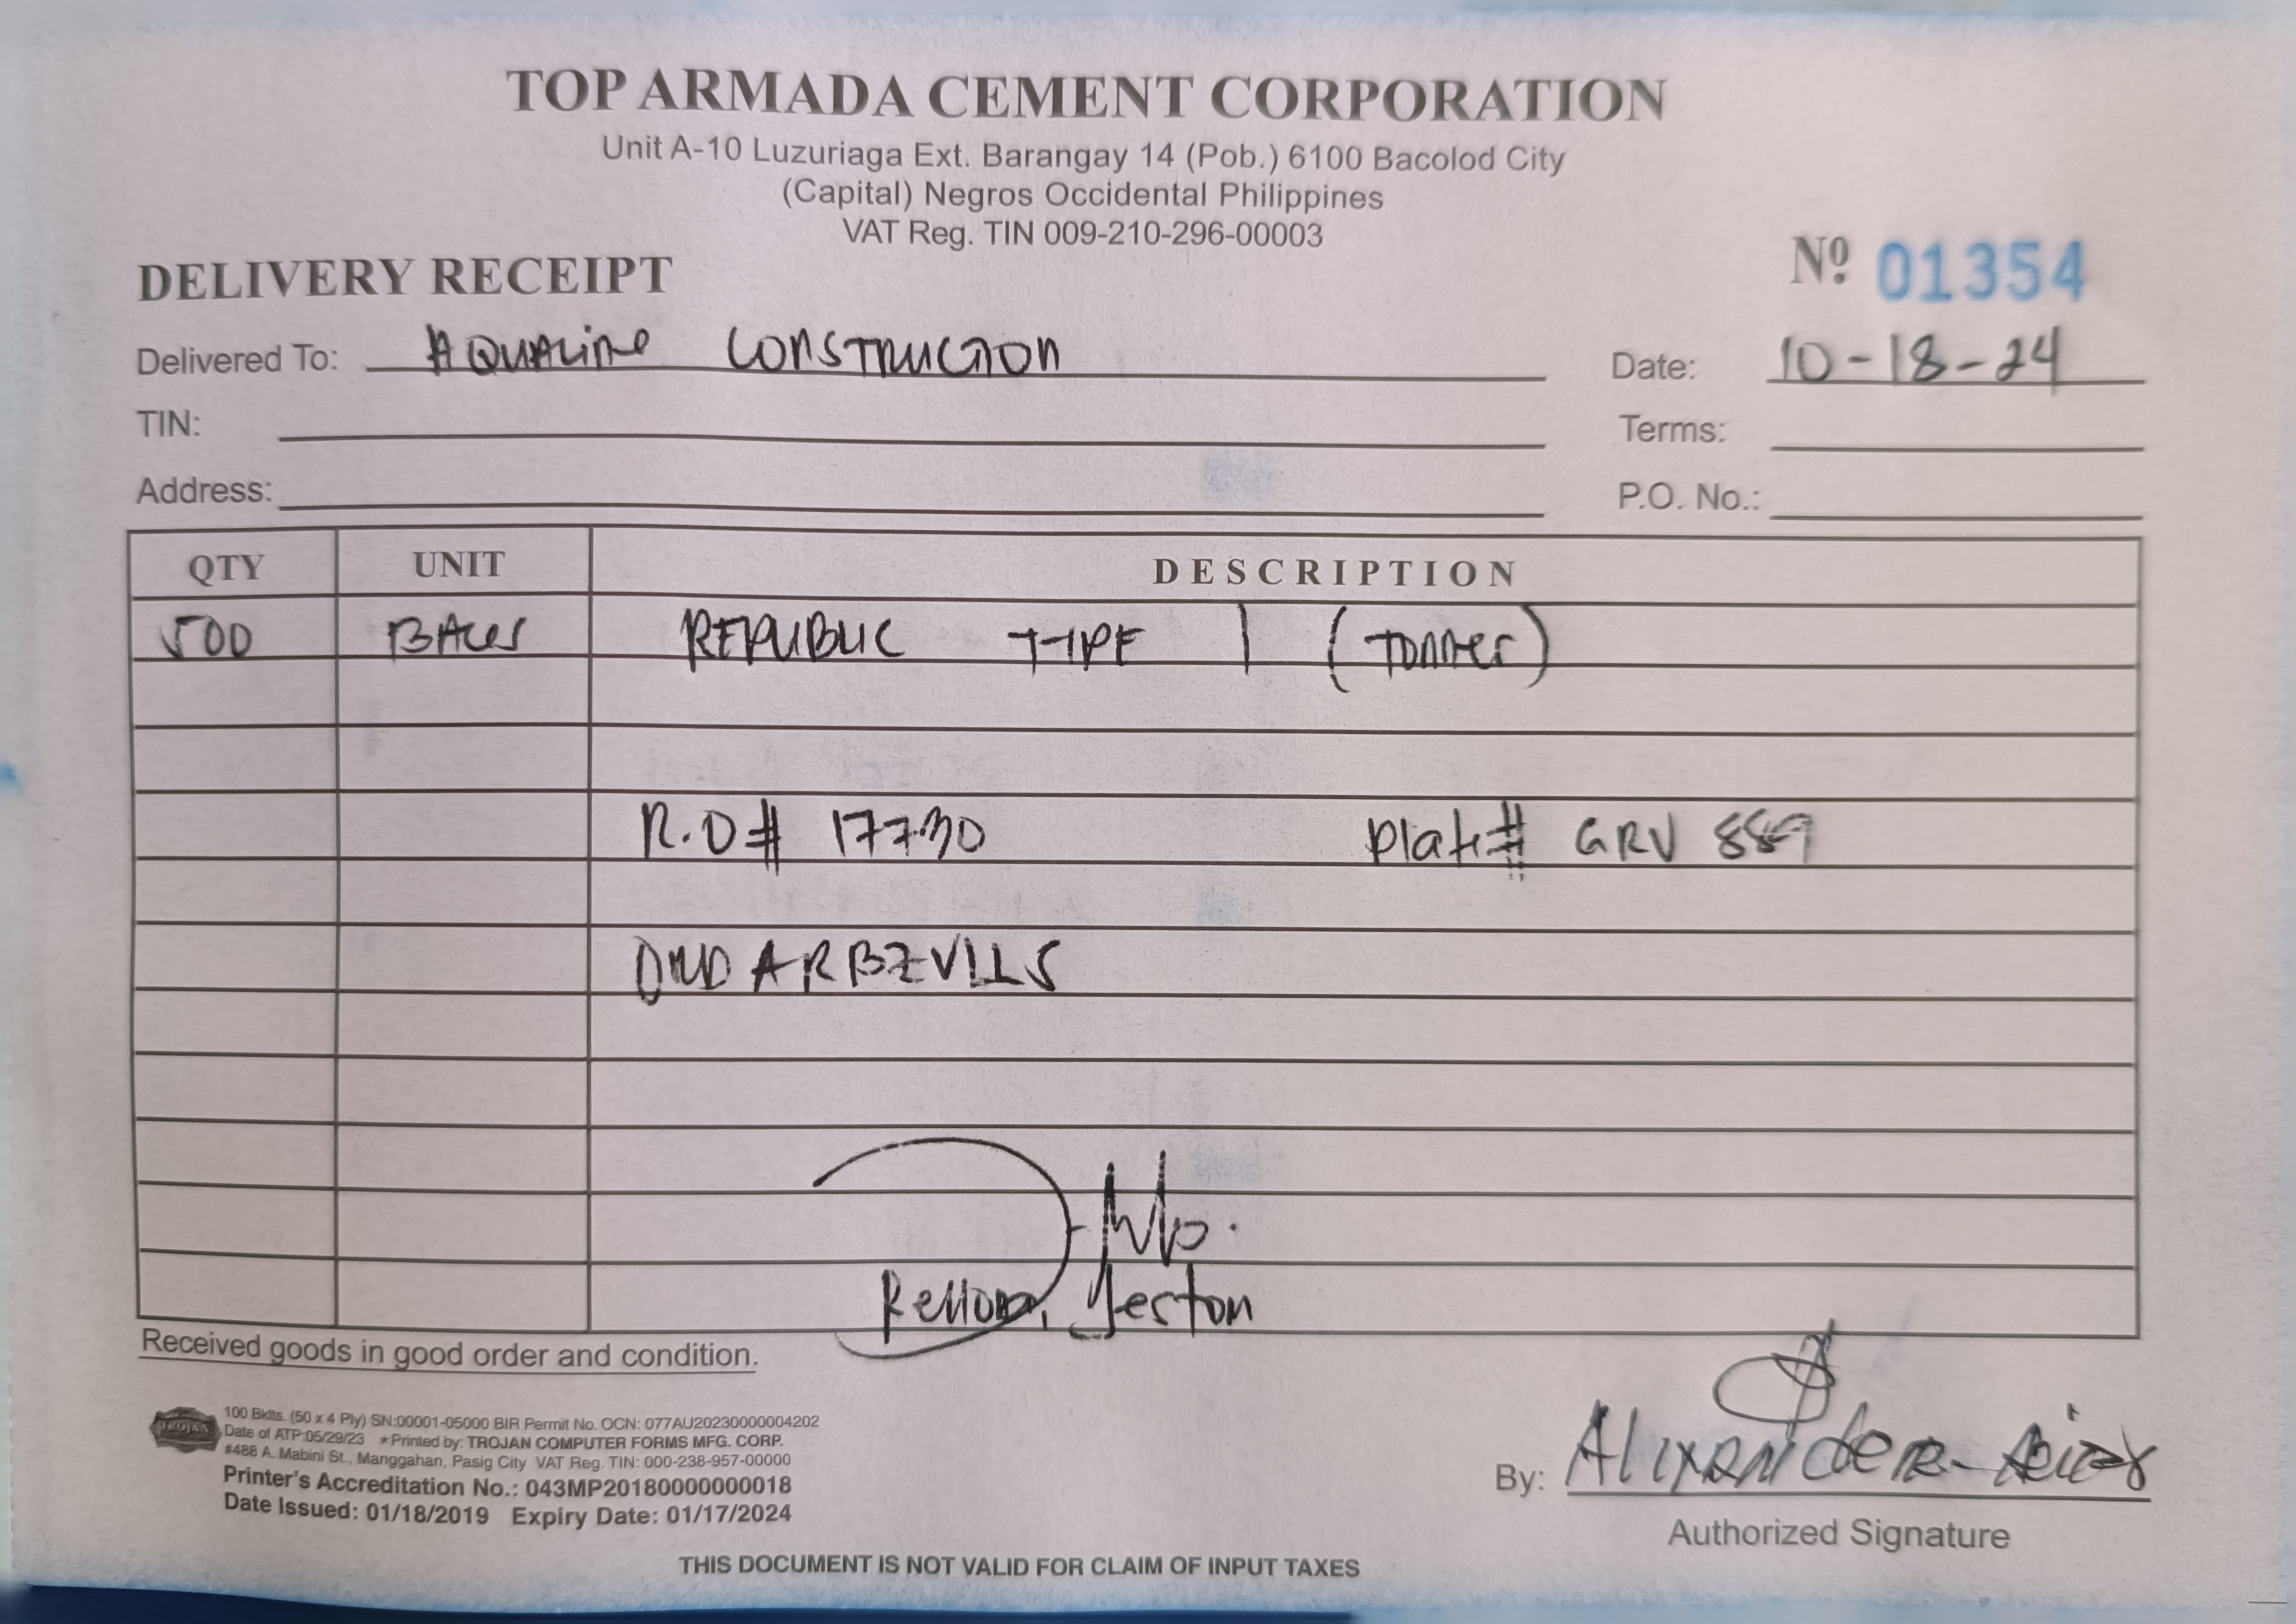 TOP ARMADA CEMENT CORPORATION
Unit A-10 Luzuriaga Ext. Barangay 14 (Pob.) 6100 Bacolod City
(Capital) Negros Occidental Philippines
VAT Reg. TIN 009-210-296-00003
DELIVERY RECEIPT Nº 01354
Delivered To: AQUALINE CONSTRUCTION Date: 10-18-24
TIN: Terms:
Address: P.O. No.:
QTY UNIT DESCRIPTION
500 BAGS REPUBLIC TYPE 1 (TONNER)
R.O# 17730 Plate# GRV 889
Jeston
Received goods in good order and condition.
TROJAN
100 Bklts. (50 x 4 Ply) SN:00001-05000 BIR Permit No. OCN: 077AU20230000004202
Date of ATP:05/29/23 ★Printed by: TROJAN COMPUTER FORMS MFG. CORP.
#488 A. Mabini St., Manggahan, Pasig City VAT Reg. TIN: 000-238-957-00000
Printer's Accreditation No.: 043MP20180000000018
Date Issued: 01/18/2019 Expiry Date: 01/17/2024
By: Alixander
Authorized Signature
THIS DOCUMENT IS NOT VALID FOR CLAIM OF INPUT TAXES